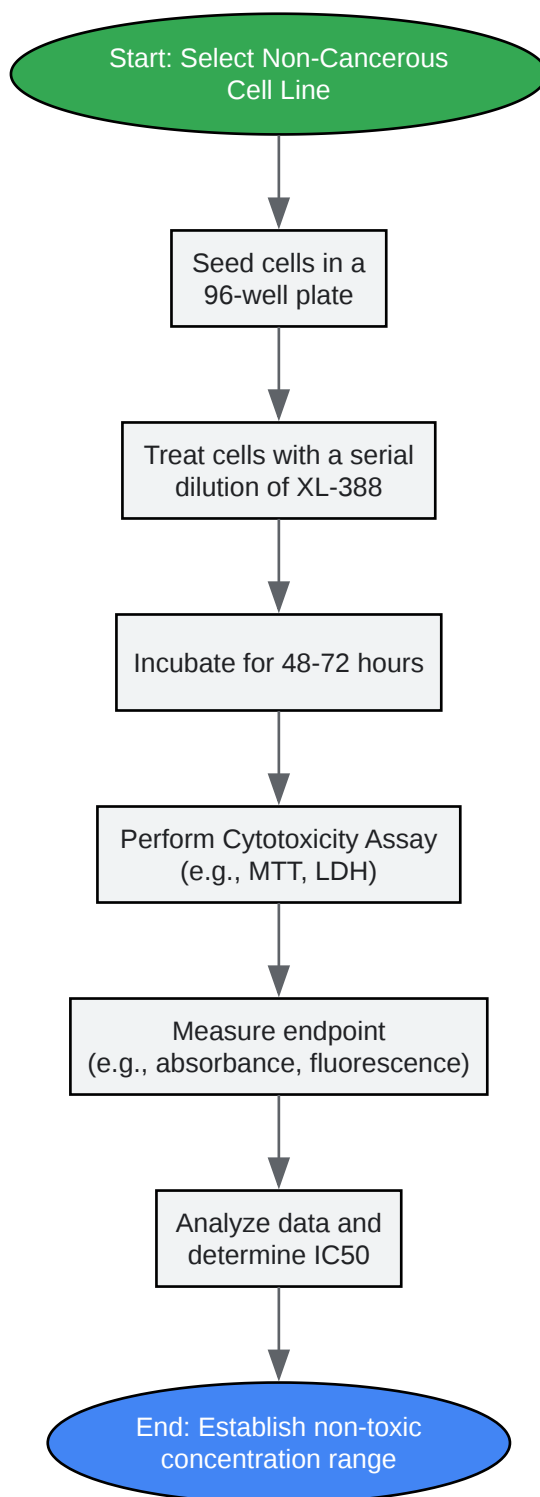 Start: Select Non-Cancerous
Cell Line
Seed cells in a
96-well plate
Treat cells with a serial
dilution of XL-388
Incubate for 48-72 hours
Perform Cytotoxicity Assay
(e.g., MTT, LDH)
Measure endpoint
(e.g., absorbance, fluorescence)
Analyze data and
determine IC50
End: Establish non-toxic
concentration range